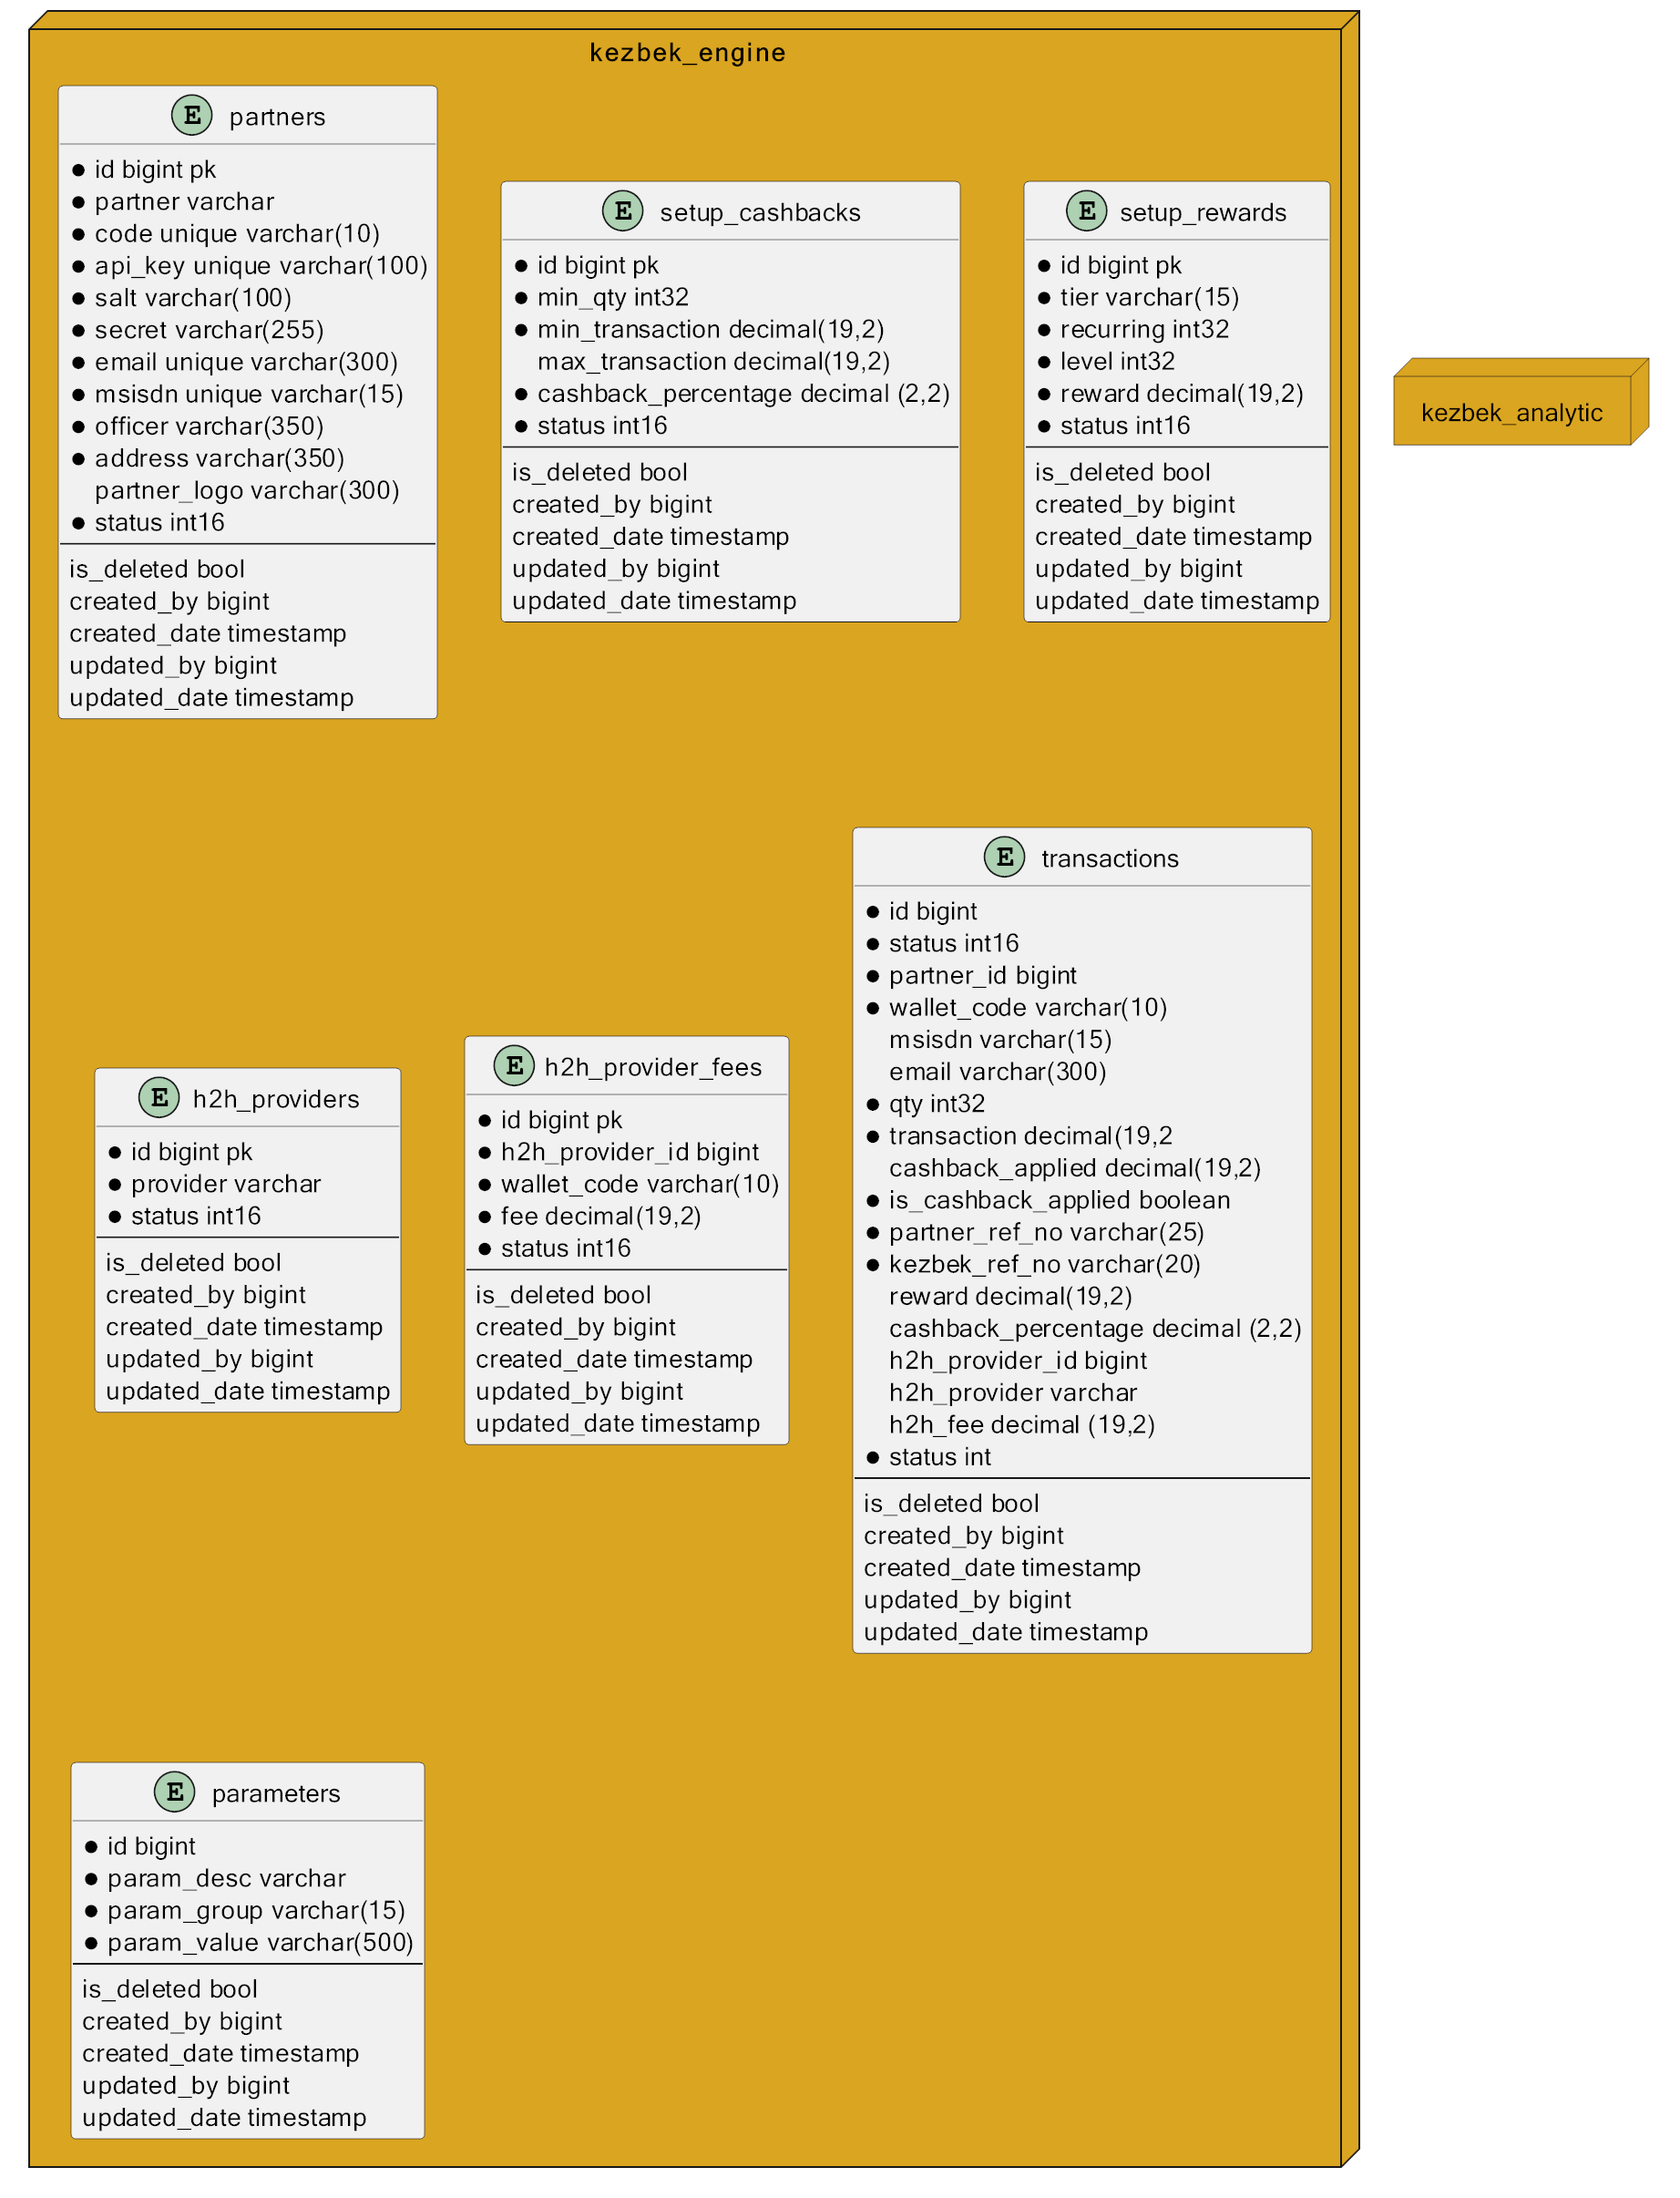 kezbek_engine
E partners
id bigint pk
partner varchar
code unique varchar(10)
api_key unique varchar(100)
salt varchar(100)
secret varchar(255)
email unique varchar(300)
msisdn unique varchar(15)
officer varchar(350)
address varchar(350)
partner_logo varchar(300)
status int16
is_deleted bool
created_by bigint
created_date timestamp
updated_by bigint
updated_date timestamp
E setup_cashbacks
id bigint pk
min_qty int32
min_transaction decimal(19,2)
max_transaction decimal(19,2)
cashback_percentage decimal (2,2)
status int16
is_deleted bool
created_by bigint
created_date timestamp
updated_by bigint
updated_date timestamp
E setup_rewards
id bigint pk
tier varchar(15)
recurring int32
level int32
reward decimal(19,2)
status int16
is_deleted bool
created_by bigint
created_date timestamp
updated_by bigint
updated_date timestamp
kezbek_analytic
E h2h_providers
id bigint pk
provider varchar
status int16
is_deleted bool
created_by bigint
created_date timestamp
updated_by bigint
updated_date timestamp
E h2h_provider_fees
id bigint pk
h2h_provider_id bigint
wallet_code varchar(10)
fee decimal(19,2)
status int16
is_deleted bool
created_by bigint
created_date timestamp
updated_by bigint
updated_date timestamp
E transactions
id bigint
status int16
partner_id bigint
wallet_code varchar(10)
msisdn varchar(15)
email varchar(300)
qty int32
transaction decimal(19,2
cashback_applied decimal(19,2)
is_cashback_applied boolean
partner_ref_no varchar(25)
kezbek_ref_no varchar(20)
reward decimal(19,2)
cashback_percentage decimal (2,2)
h2h_provider_id bigint
h2h_provider varchar
h2h_fee decimal (19,2)
status int
is_deleted bool
created_by bigint
created_date timestamp
updated_by bigint
updated_date timestamp
E parameters
id bigint
param_desc varchar
param_group varchar(15)
param_value varchar(500)
is_deleted bool
created_by bigint
created_date timestamp
updated_by bigint
updated_date timestamp